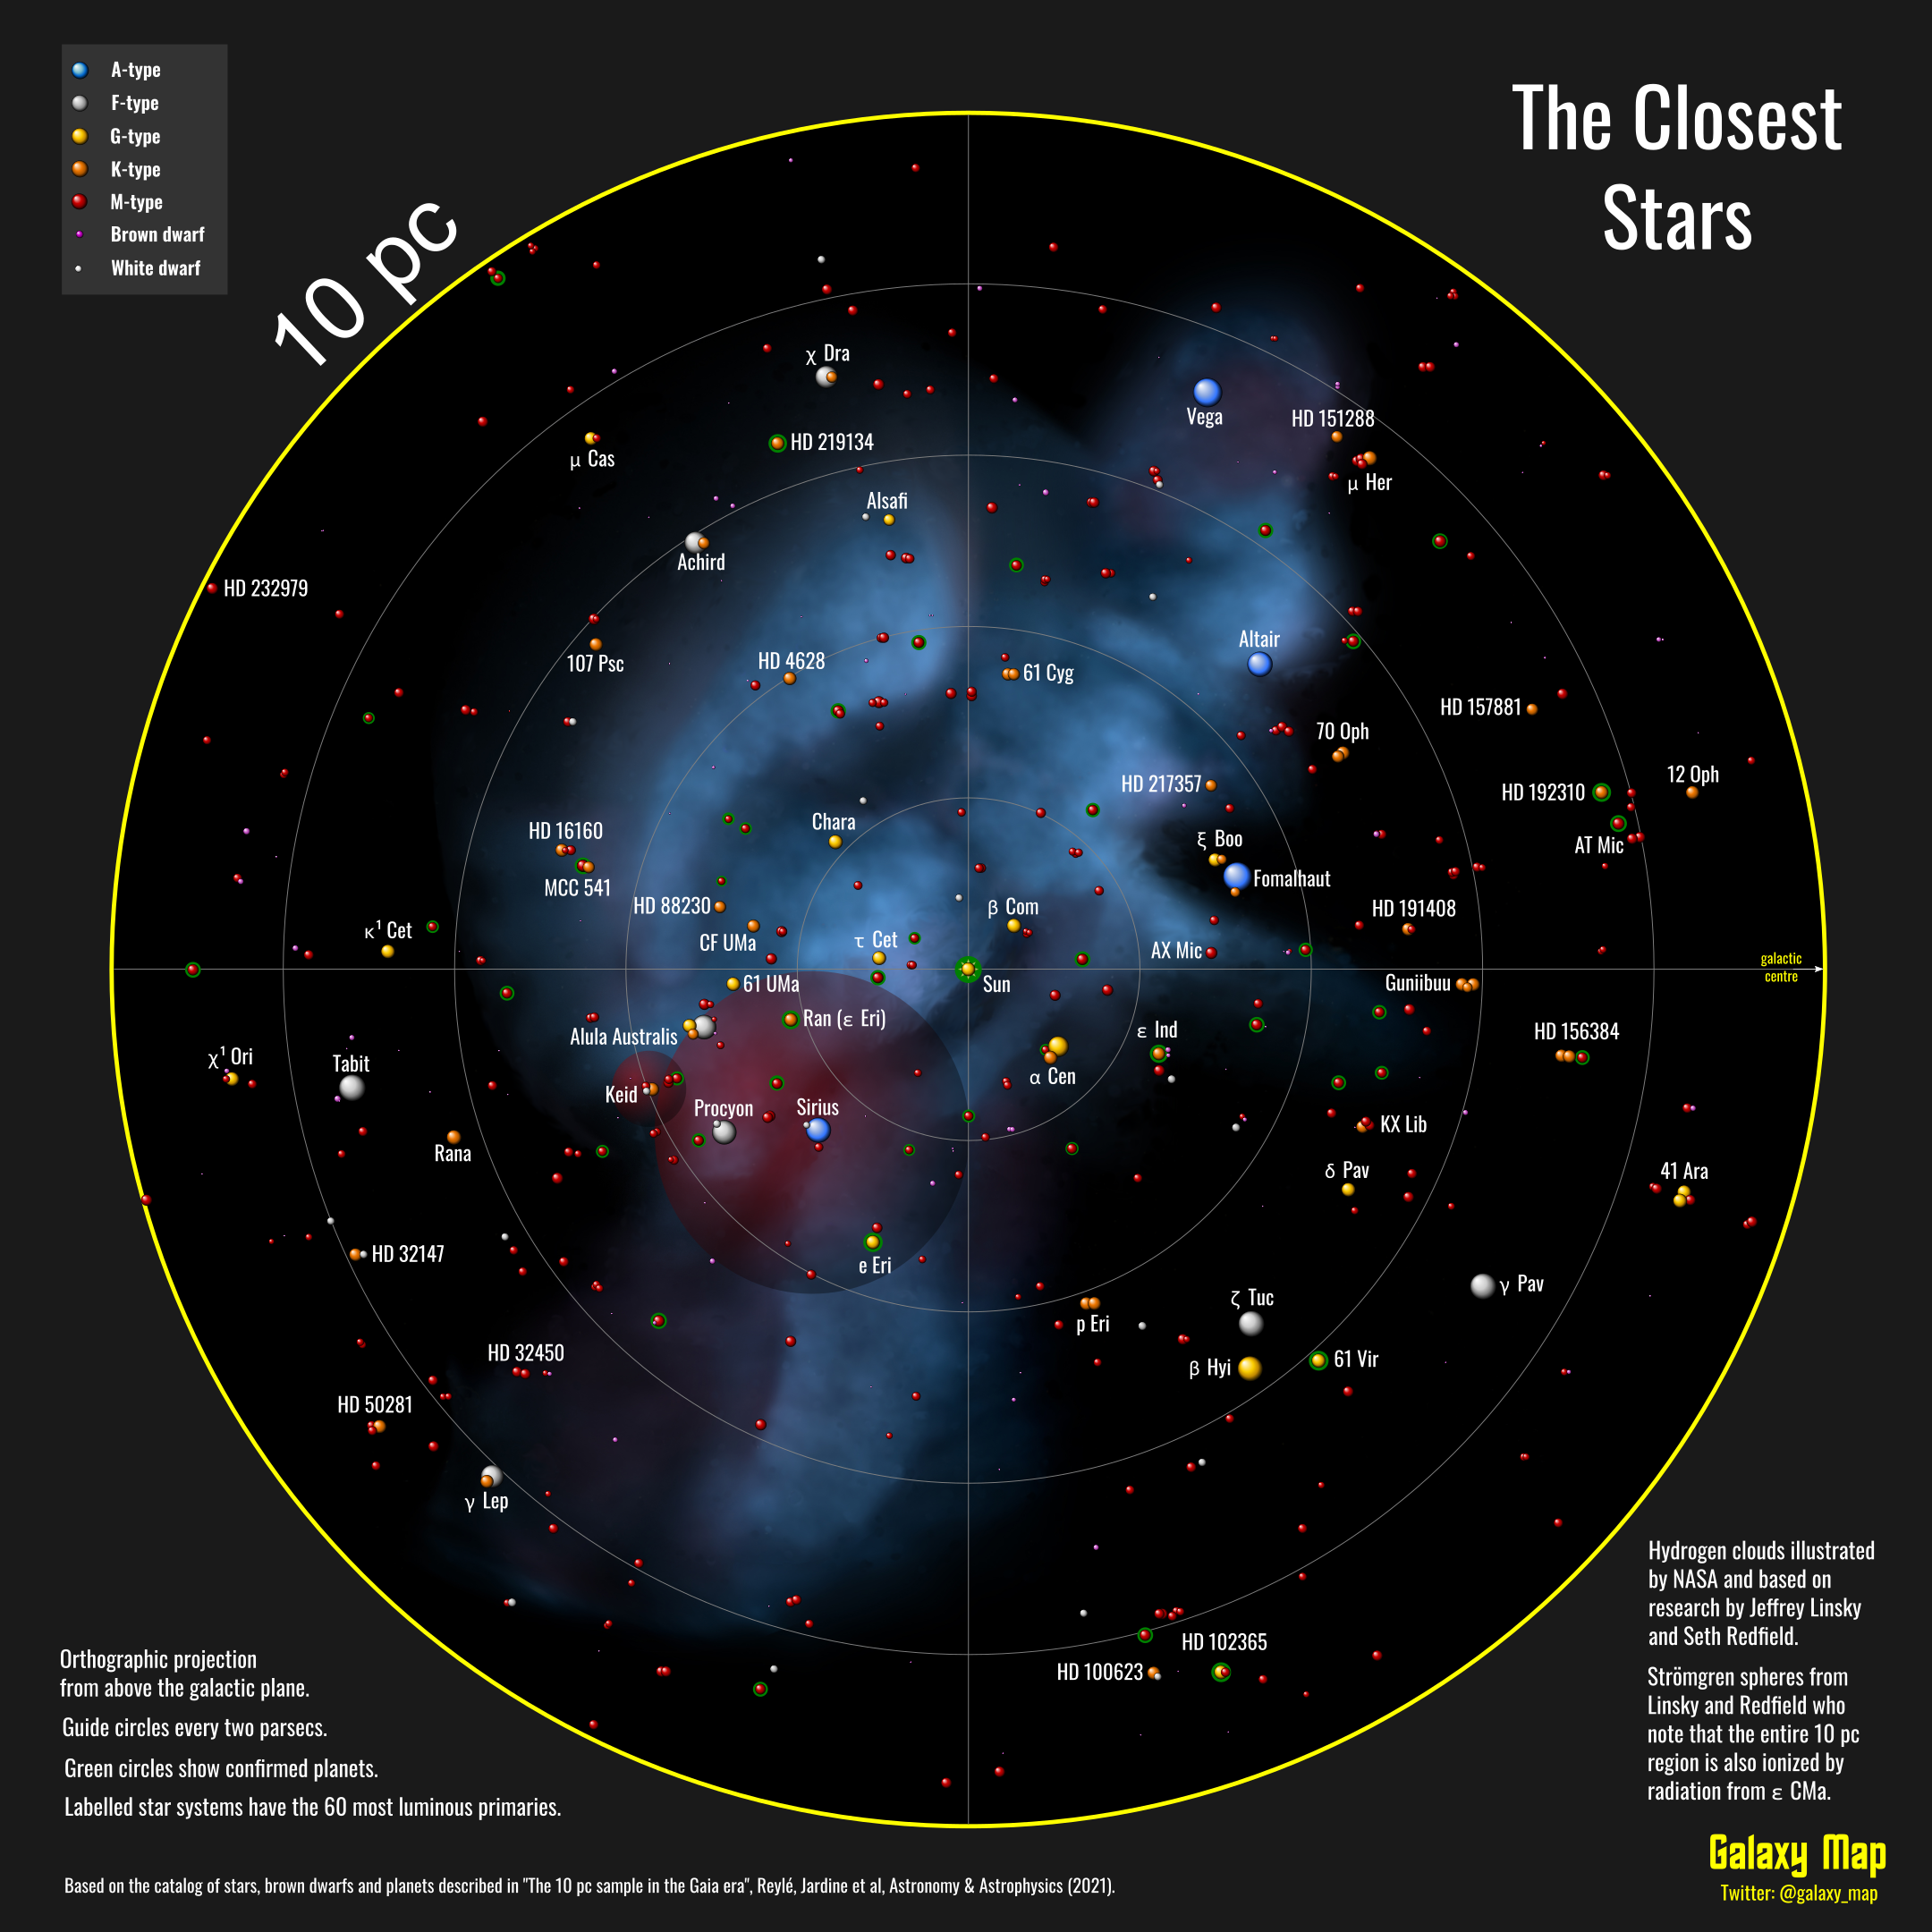 A-type
F-type
G-type
K-type
M-type
Brown dwarf
White dwarf
The Closest
Stars
10 pc
χ Dra
Vega
HD 151288
μ Cas
HD 219134
μ Her
Alsafi
Achird
HD 232979
107 Psc
HD 4628
61 Cyg
Altair
HD 157881
70 Oph
12 Oph
HD 217357
HD 192310
Chara
HD 16160
ξ Boo
AT Mic
MCC 541
Fomalhaut
HD 88230
β Com
HD 191408
κ¹ Cet
CF UMa
τ Cet
AX Mic
galactic
centre
61 UMa
Sun
Guniibuu
Ran (ε Eri)
Alula Australis
ε Ind
HD 156384
χ¹ Ori
Tabit
α Cen
Keid
Procyon
Sirius
KX Lib
Rana
δ Pav
41 Ara
HD 32147
e Eri
γ Pav
ζ Tuc
p Eri
HD 32450
β Hyi
61 Vir
HD 50281
γ Lep
HD 102365
HD 100623
Hydrogen clouds illustrated
by NASA and based on
research by Jeffrey Linsky
and Seth Redfield.
Strömgren spheres from
Linsky and Redfield who
note that the entire 10 pc
region is also ionized by
radiation from ε CMa.
Orthographic projection
from above the galactic plane.
Guide circles every two parsecs.
Green circles show confirmed planets.
Labelled star systems have the 60 most luminous primaries.
Galaxy Map
Twitter: @galaxy_map
Based on the catalog of stars, brown dwarfs and planets described in "The 10 pc sample in the Gaia era", Reylé, Jardine et al, Astronomy & Astrophysics (2021).